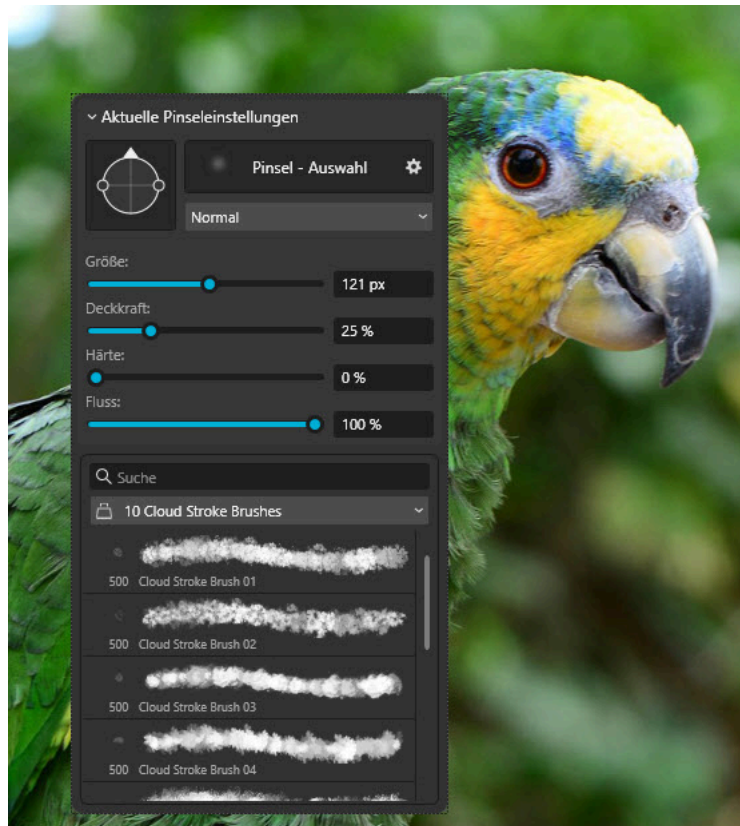 Aktuelle Pinseleinstellungen
Pinsel - Auswahl
Normal
Größe:
121 px
Deckkraft:
25 %
Härte:
0 %
Fluss:
100 %
Suche
10 Cloud Stroke Brushes
500 Cloud Stroke Brush 01
500 Cloud Stroke Brush 02
500 Cloud Stroke Brush 03
500 Cloud Stroke Brush 04